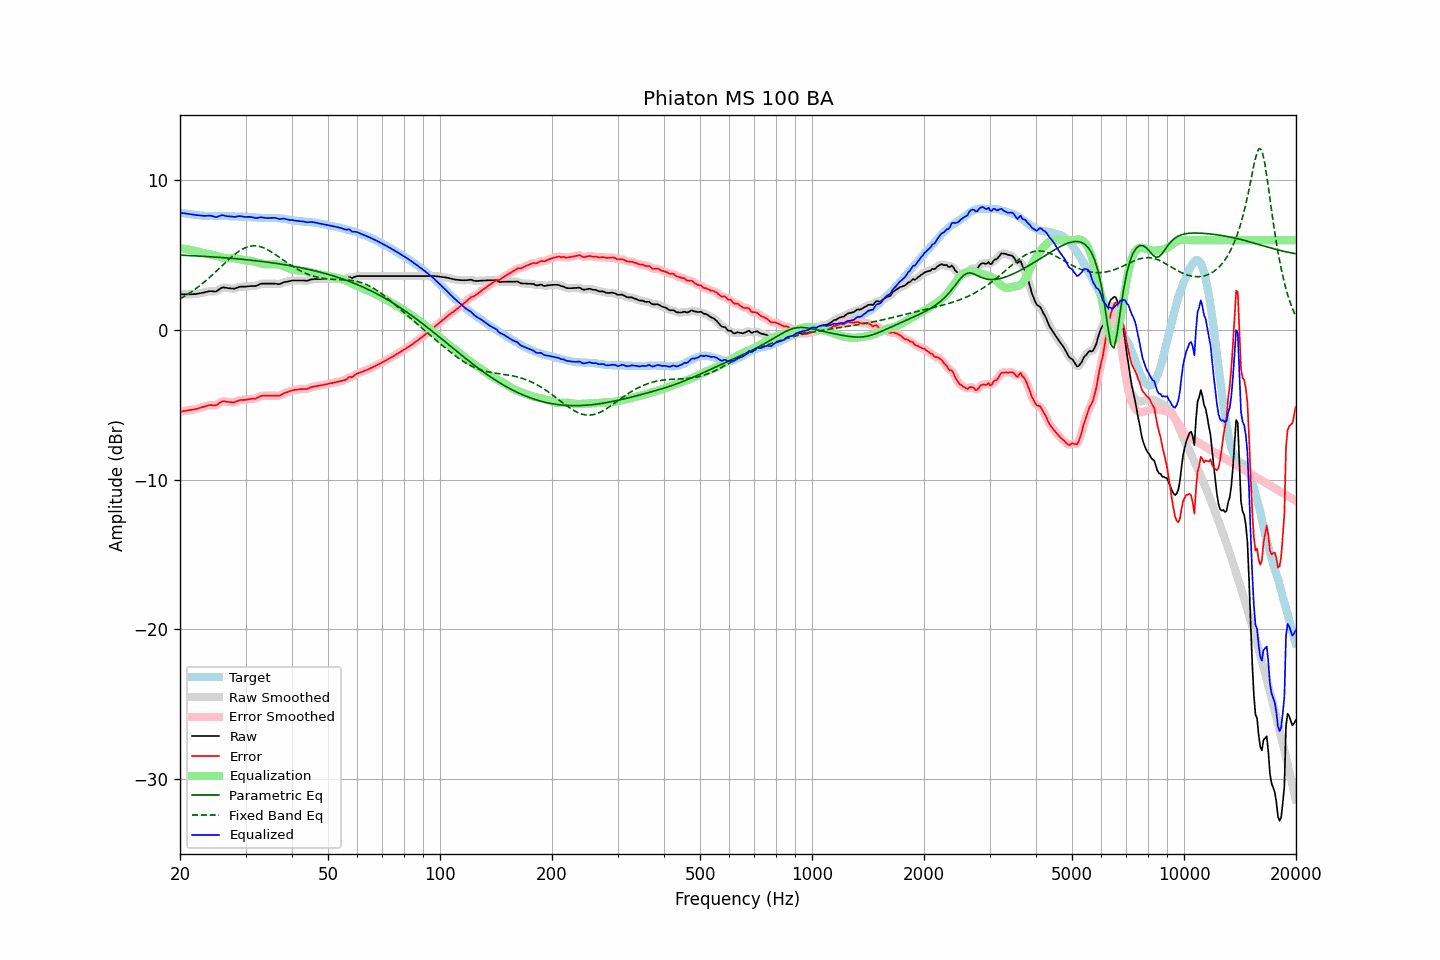 Phiaton MS 100 BA
10
0
−10
−20
−30
Amplitude (dBr)
Target
Raw Smoothed
Error Smoothed
Raw
Error
Equalization
Parametric Eq
Fixed Band Eq
Equalized
20 50 100 200 500 1000 2000 5000 10000 20000
Frequency (Hz)